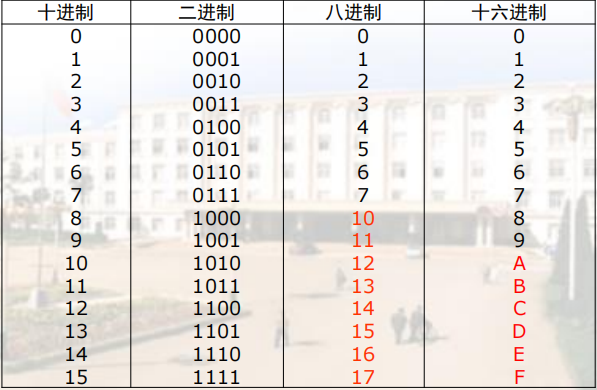 十进制 二进制 八进制 十六进制
0 0000 0 0
1 0001 1 1
2 0010 2 2
3 0011 3 3
4 0100 4 4
5 0101 5 5
6 0110 6 6
7 0111 7 7
8 1000 10 8
9 1001 11 9
10 1010 12 A
11 1011 13 B
12 1100 14 C
13 1101 15 D
14 1110 16 E
15 1111 17 F